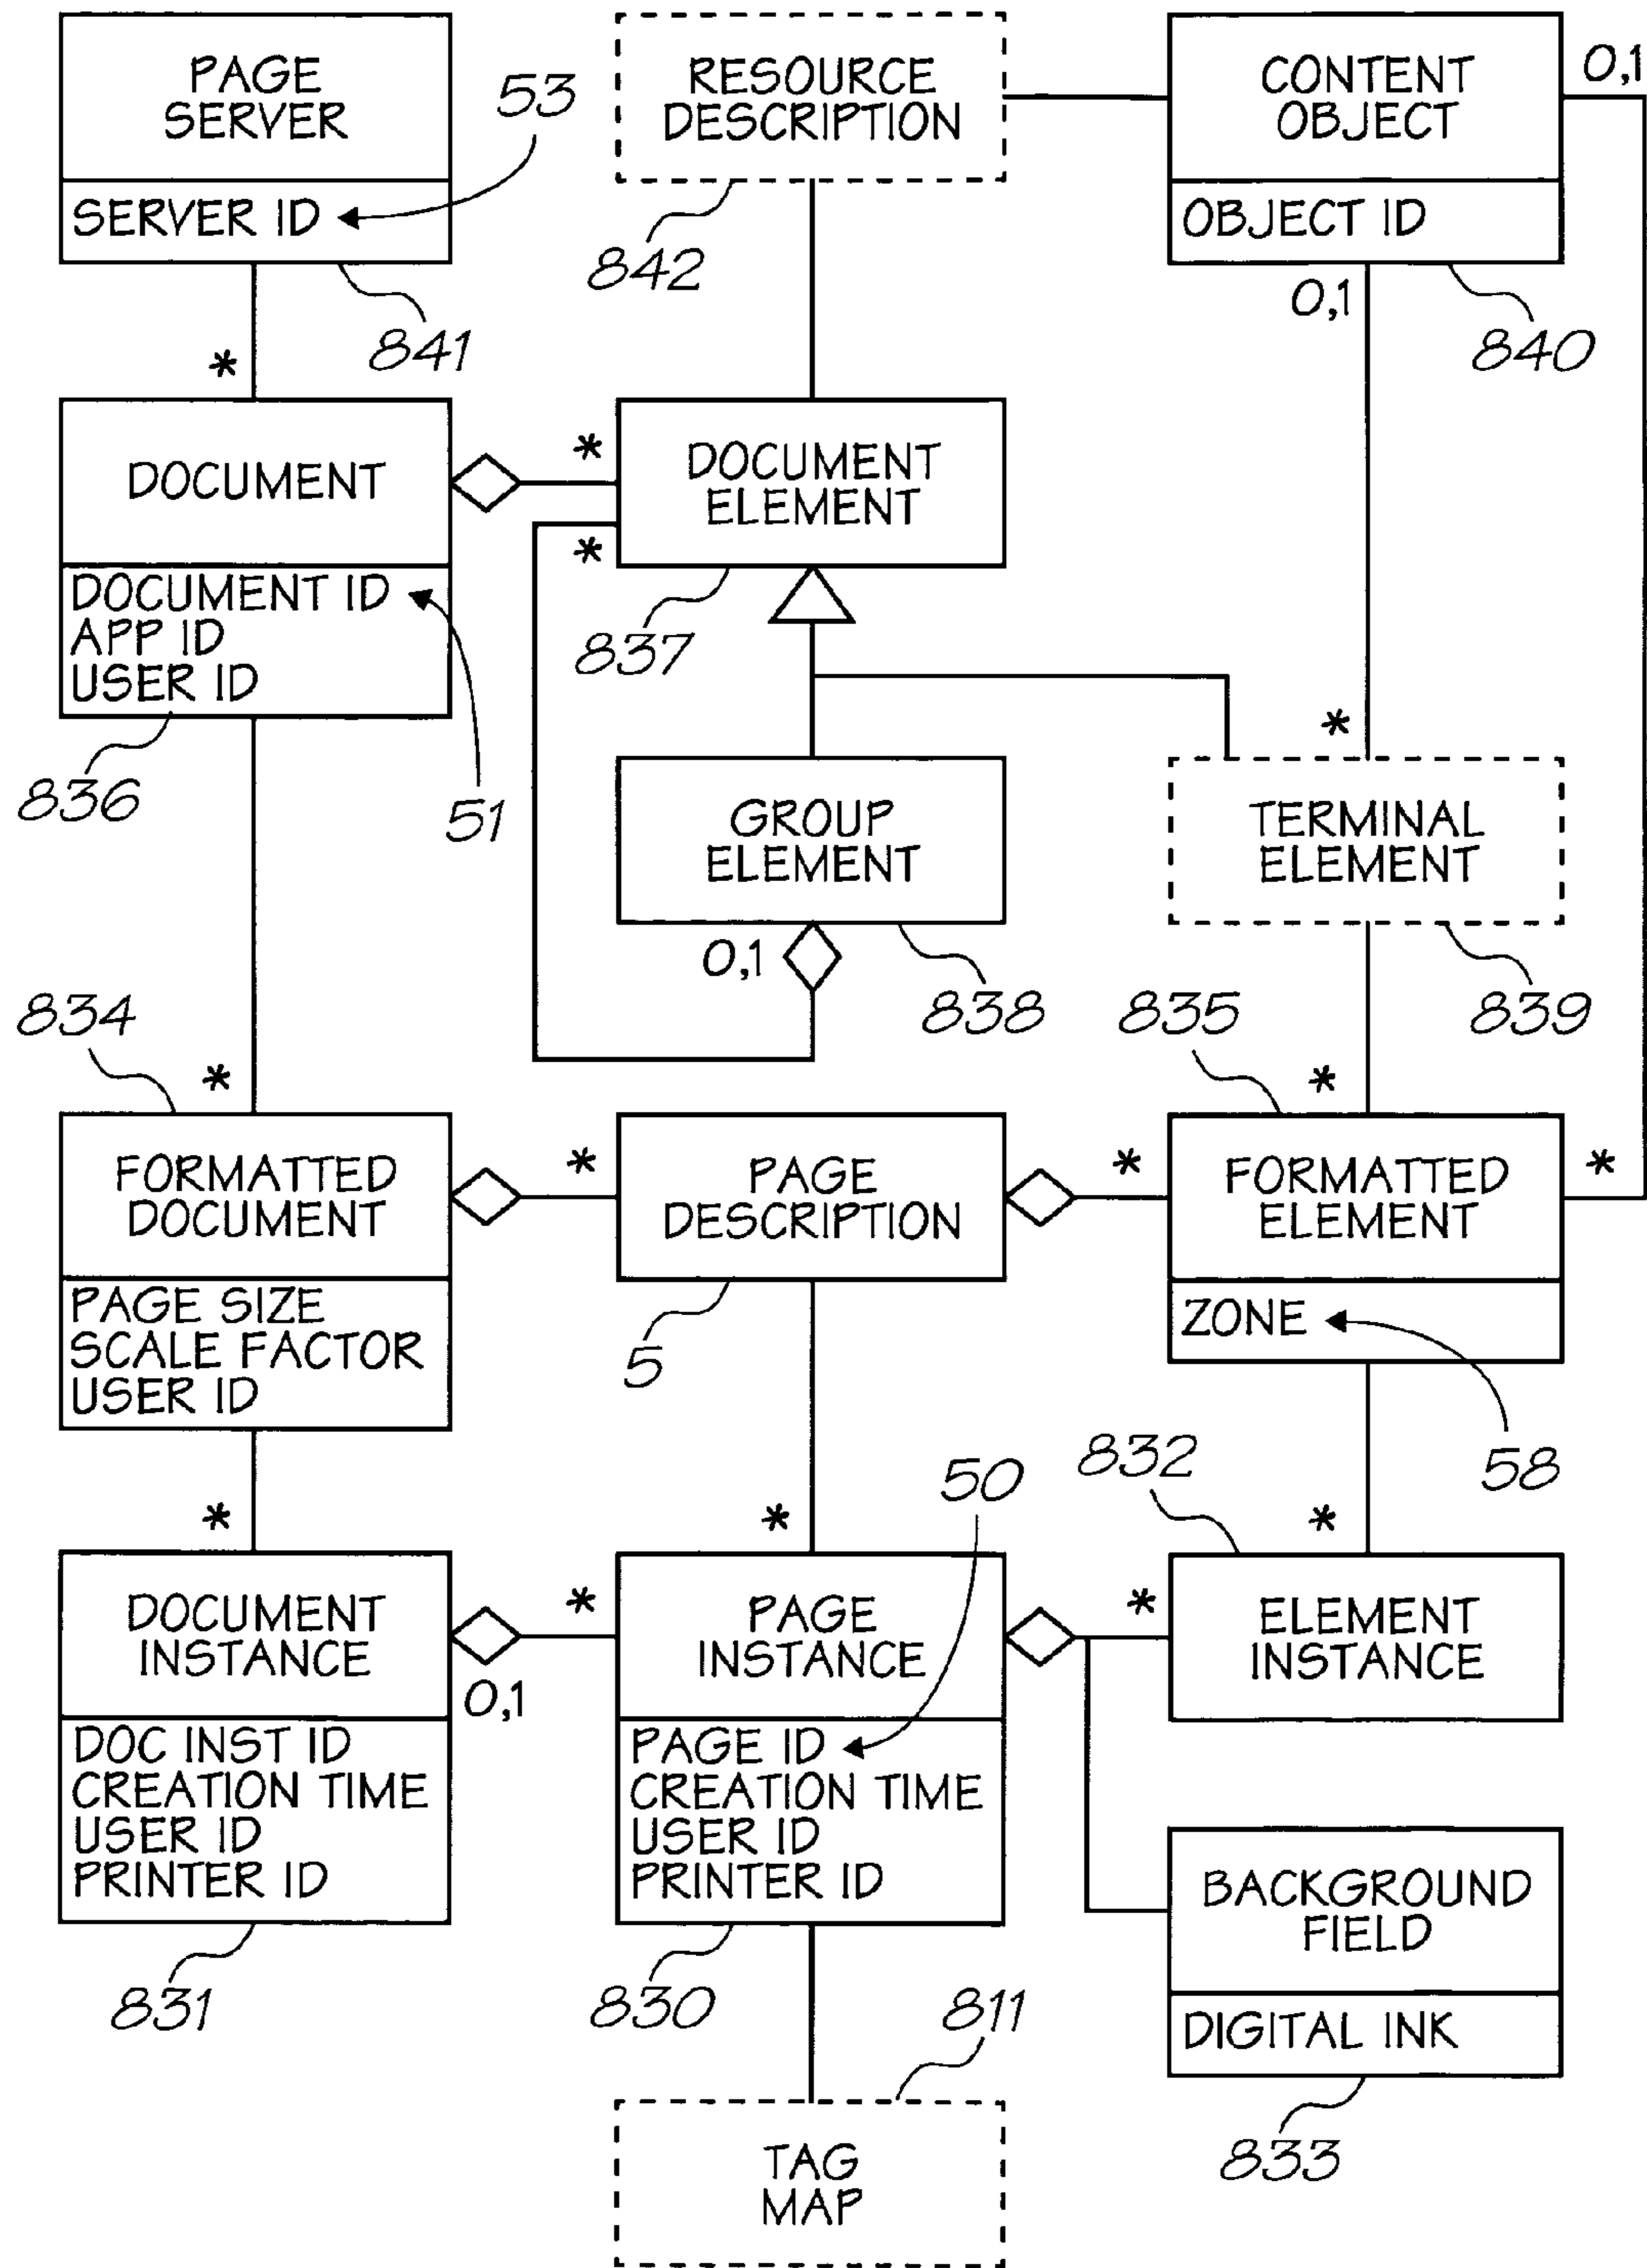 PAGE
SERVER
SERVER ID
53
841
RESOURCE
DESCRIPTION
842
CONTENT
OBJECT
OBJECT ID
0,1
0,1
840
*
DOCUMENT
DOCUMENT ID
APP ID
USER ID
836
51
*
*
DOCUMENT
ELEMENT
837
GROUP
ELEMENT
0,1
838
*
TERMINAL
ELEMENT
839
834
*
FORMATTED
DOCUMENT
PAGE SIZE
SCALE FACTOR
USER ID
*
PAGE
DESCRIPTION
5
835
*
*
FORMATTED
ELEMENT
*
ZONE
58
*
DOCUMENT
INSTANCE
0,1
DOC INST ID
CREATION TIME
USER ID
PRINTER ID
831
*
*
50
PAGE
INSTANCE
PAGE ID
CREATION TIME
USER ID
PRINTER ID
830
832
*
*
ELEMENT
INSTANCE
BACKGROUND
FIELD
DIGITAL INK
833
811
TAG
MAP